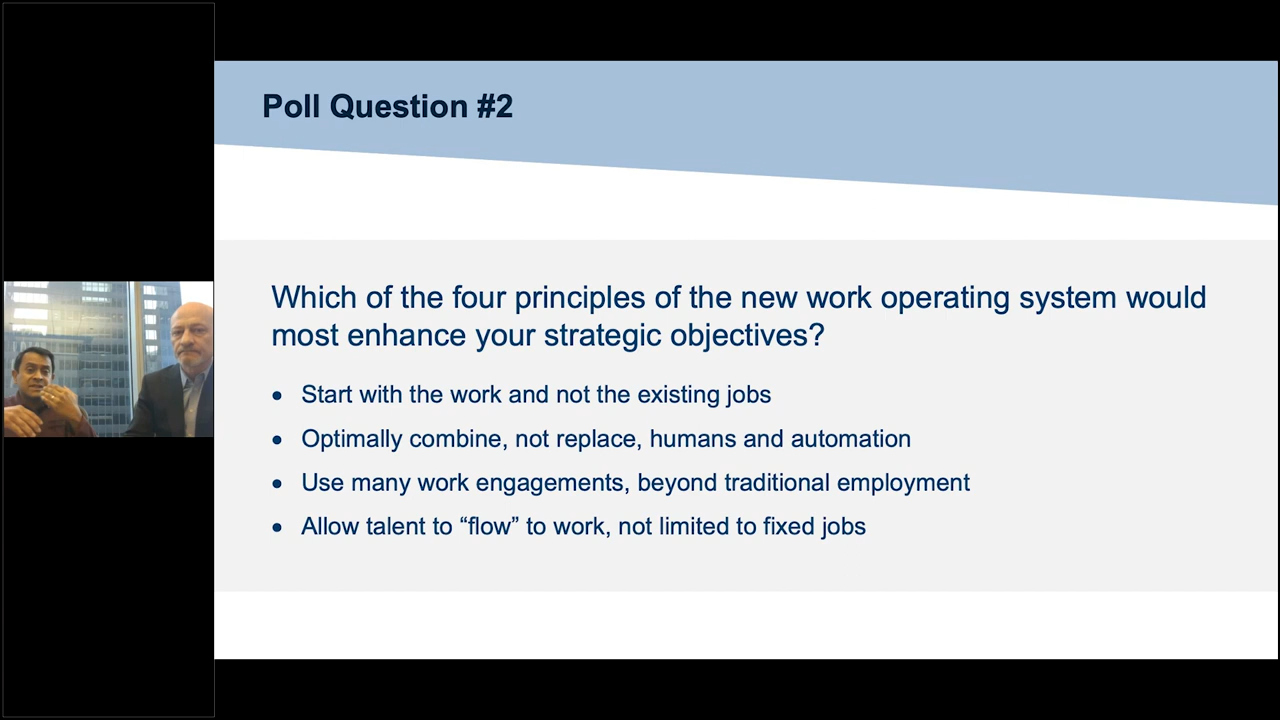 Poll Question #2
Which of the four principles of the new work operating system would
most enhance your strategic objectives?
• Start with the work and not the existing jobs
• Optimally combine, not replace, humans and automation
• Use many work engagements, beyond traditional employment
• Allow talent to “flow” to work, not limited to fixed jobs